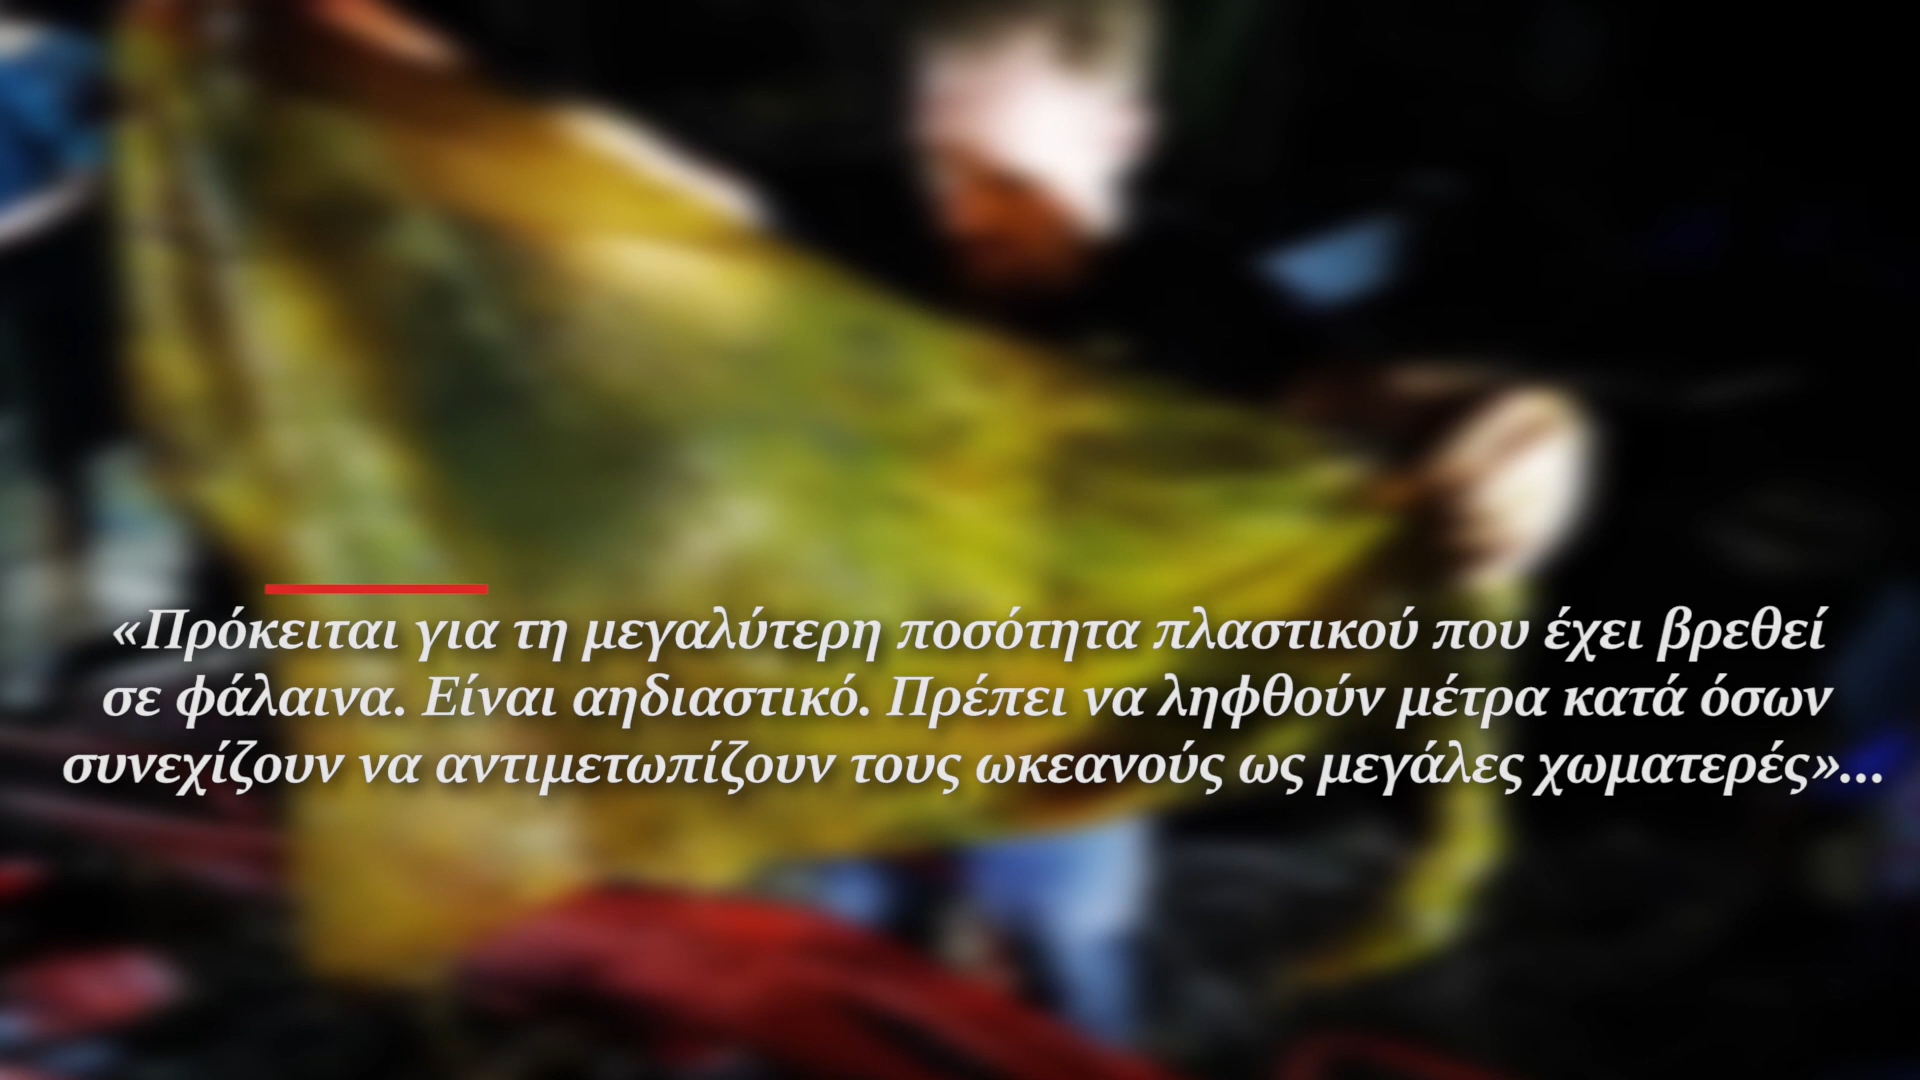 «Πρόκειται για τη μεγαλύτερη ποσότητα πλαστικού που έχει βρεθεί
σε φάλαινα. Είναι αηδιαστικό. Πρέπει να ληφθούν μέτρα κατά όσων
συνεχίζουν να αντιμετωπίζουν τους ωκεανούς ως μεγάλες χωματερές»...